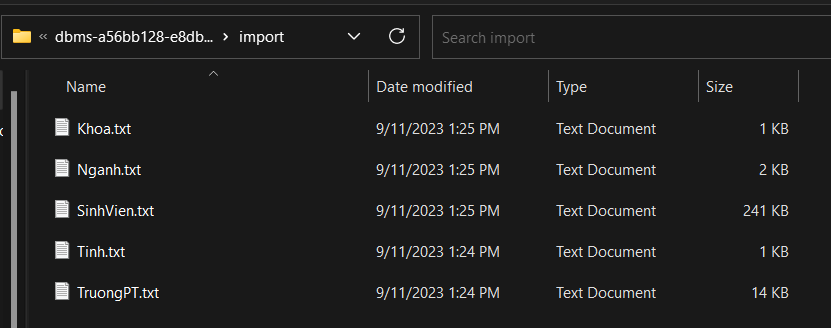 « dbms-a56bb128-e8db... › import Search import
Name Date modified Type Size
Khoa.txt 9/11/2023 1:25 PM Text Document 1 KB
Nganh.txt 9/11/2023 1:25 PM Text Document 2 KB
SinhVien.txt 9/11/2023 1:25 PM Text Document 241 KB
Tinh.txt 9/11/2023 1:24 PM Text Document 1 KB
TruongPT.txt 9/11/2023 1:24 PM Text Document 14 KB